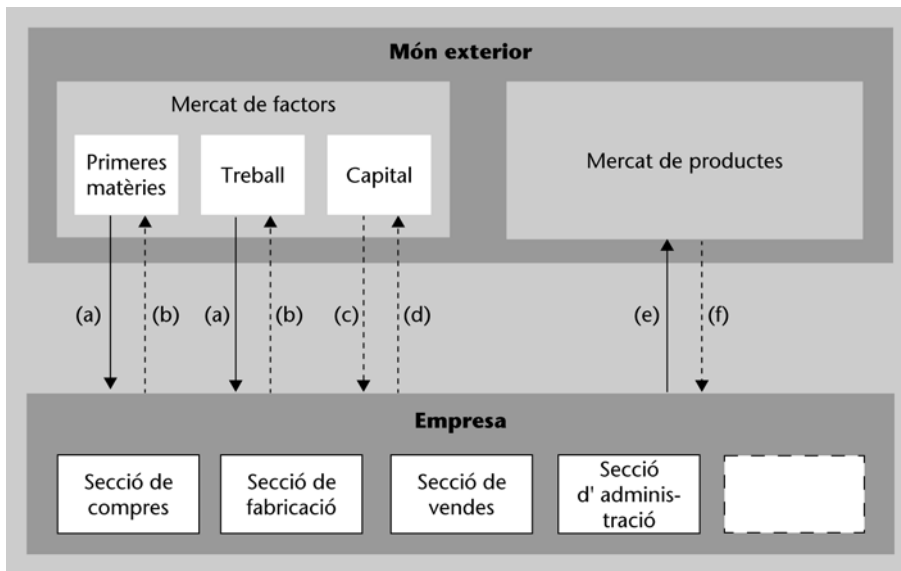 Món exterior
Mercat de factors
Primeres
matèries
Treball
Capital
Mercat de productes
(a)
(b)
(a)
(b)
(c)
(d)
(e)
(f)
Empresa
Secció de
compres
Secció de
fabricació
Secció de
vendes
Secció
d' adminis-
tració